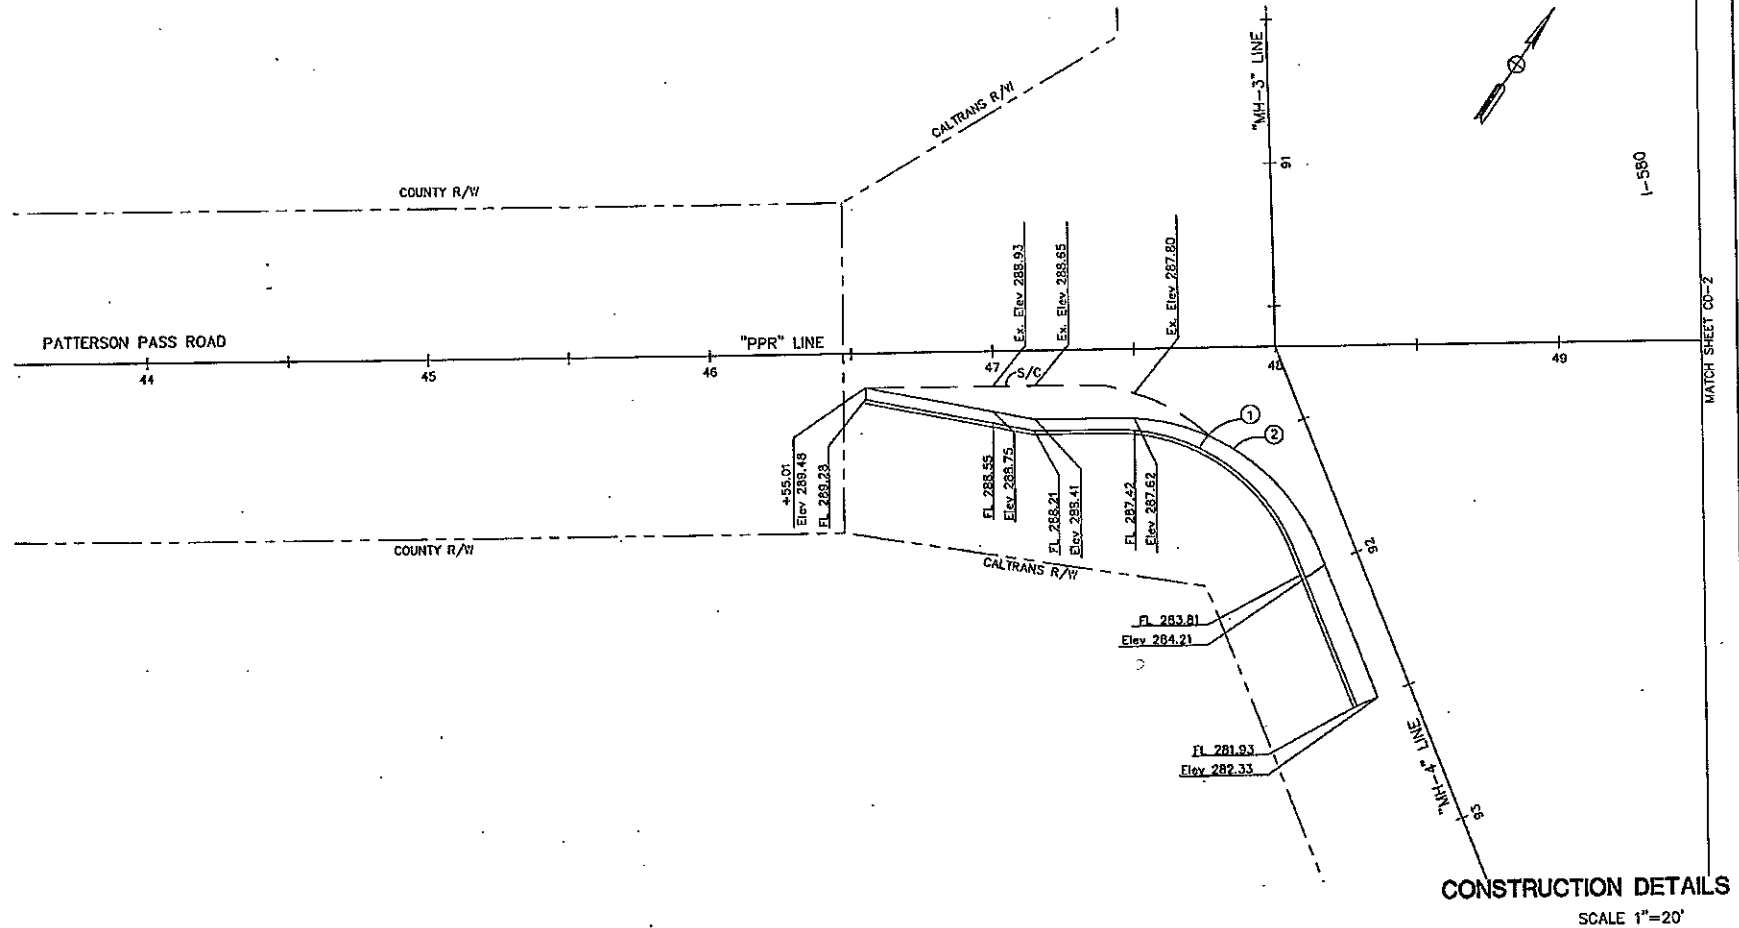 "MH-3" LINE
CALTRANS R/W
91
I-580
COUNTY R/W
Ex. Elev 288.93
Ex. Elev 288.65
Ex. Elev 287.80
MATCH SHEET CD-2
PATTERSON PASS ROAD
"PPR" LINE
44
45
46
47
48
49
S/C
1
2
+55.01
Elev 289.48
FL 289.28
FL 288.55
Elev 288.75
FL 288.21
Elev 288.41
FL 287.42
Elev 287.62
COUNTY R/W
CALTRANS R/W
92
FL 283.81
Elev 284.21
FL 281.93
Elev 282.33
"MH-4" LINE
93
CONSTRUCTION DETAILS
SCALE 1"=20'